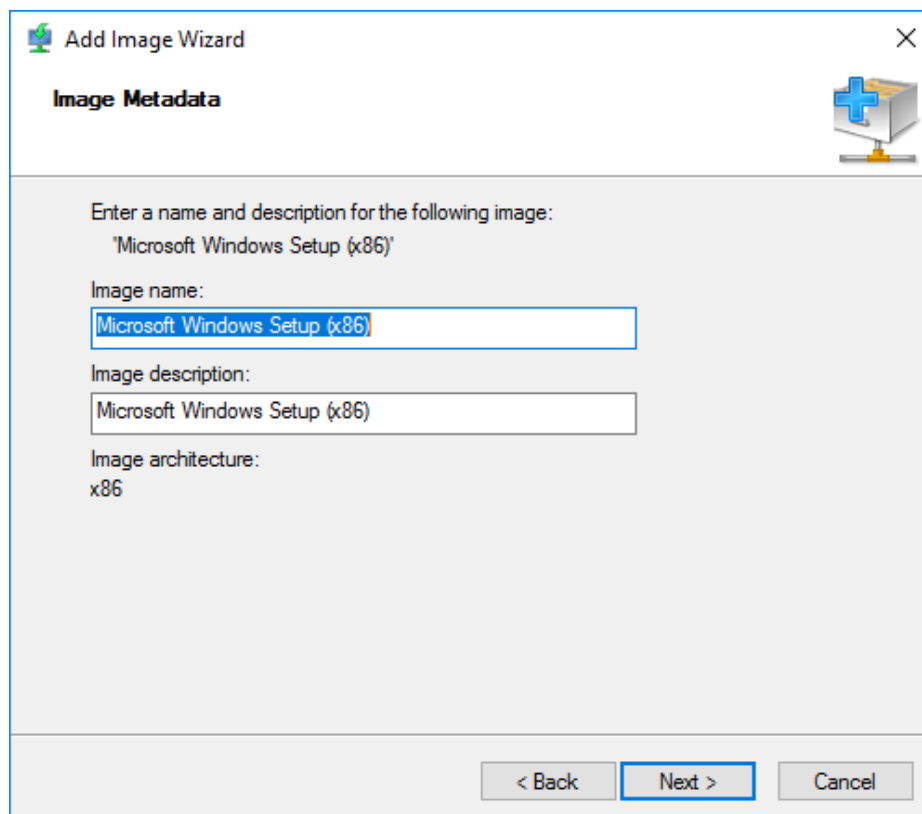 Add Image Wizard
Image Metadata
Enter a name and description for the following image:
'Microsoft Windows Setup (x86)'
Image name:
Microsoft Windows Setup (x86)
Image description:
Microsoft Windows Setup (x86)
Image architecture:
x86
< Back Next > Cancel